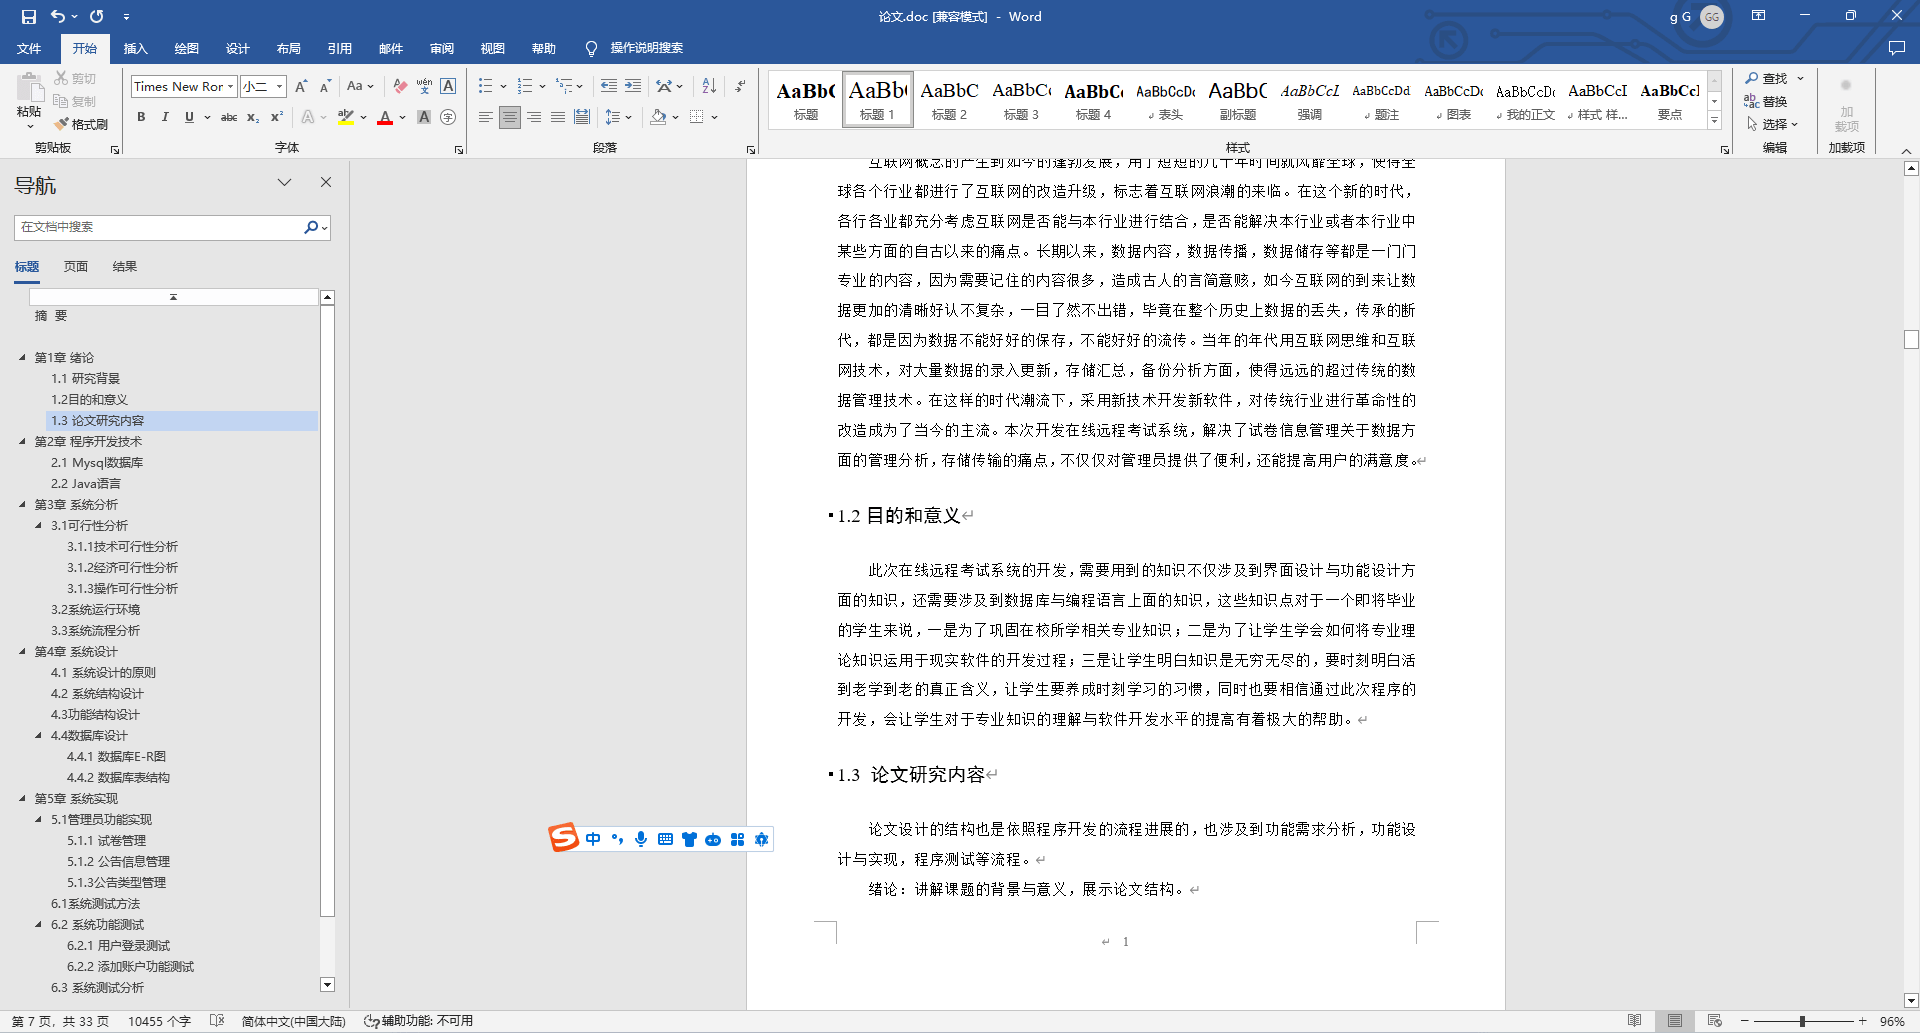 论文.doc [兼容模式] - Word
g G
GG
文件 开始 插入 绘图 设计 布局 引用 邮件 审阅 视图 帮助 操作说明搜索
粘贴
剪切
复制
格式刷
剪贴板
Times New Ror 小二
字体
段落
AaBbC AaBb( AaBbC AaBbC AaBbC AaBbCcDc AaBbC AaBbCcL AaBbCcDd AaBbCcDc AaBbCcDc AaBbCcI AaBbCc
标题 标题 1 标题 2 标题 3 标题 4 表头 副标题 强调 题注 图表 我的正文 样式 样... 要点
样式
查找
替换
选择
编辑
加
载项
加载项
导航
在文档中搜索
标题 页面 结果
摘 要
第1章 绪论
1.1 研究背景
1.2目的和意义
1.3 论文研究内容
第2章 程序开发技术
2.1 Mysql数据库
2.2 Java语言
第3章 系统分析
3.1可行性分析
3.1.1技术可行性分析
3.1.2经济可行性分析
3.1.3操作可行性分析
3.2系统运行环境
3.3系统流程分析
第4章 系统设计
4.1 系统设计的原则
4.2 系统结构设计
4.3功能结构设计
4.4数据库设计
4.4.1 数据库E-R图
4.4.2 数据库表结构
第5章 系统实现
5.1管理员功能实现
5.1.1 试卷管理
5.1.2 公告信息管理
5.1.3公告类型管理
6.1系统测试方法
6.2 系统功能测试
6.2.1 用户登录测试
6.2.2 添加账户功能测试
6.3 系统测试分析
互联网概念的产生到如今的蓬勃发展，用了短短的几十年时间就风靡全球，使得全
球各个行业都进行了互联网的改造升级，标志着互联网浪潮的来临。在这个新的时代，
各行各业都充分考虑互联网是否能与本行业进行结合，是否能解决本行业或者本行业中
某些方面的自古以来的痛点。长期以来，数据内容，数据传播，数据储存等都是一门门
专业的内容，因为需要记住的内容很多，造成古人的言简意赅，如今互联网的到来让数
据更加的清晰好认不复杂，一目了然不出错，毕竟在整个历史上数据的丢失，传承的断
代，都是因为数据不能好好的保存，不能好好的流传。当年的年代用互联网思维和互联
网技术，对大量数据的录入更新，存储汇总，备份分析方面，使得远远的超过传统的数
据管理技术。在这样的时代潮流下，采用新技术开发新软件，对传统行业进行革命性的
改造成为了当今的主流。本次开发在线远程考试系统，解决了试卷信息管理关于数据方
面的管理分析，存储传输的痛点，不仅仅对管理员提供了便利，还能提高用户的满意度。
1.2 目的和意义
此次在线远程考试系统的开发，需要用到的知识不仅涉及到界面设计与功能设计方
面的知识，还需要涉及到数据库与编程语言上面的知识，这些知识点对于一个即将毕业
的学生来说，一是为了巩固在校所学相关专业知识；二是为了让学生学会如何将专业理
论知识运用于现实软件的开发过程；三是让学生明白知识是无穷无尽的，要时刻明白活
到老学到老的真正含义，让学生要养成时刻学习的习惯，同时也要相信通过此次程序的
开发，会让学生对于专业知识的理解与软件开发水平的提高有着极大的帮助。
1.3 论文研究内容
论文设计的结构也是依照程序开发的流程进展的，也涉及到功能需求分析，功能设
计与实现，程序测试等流程。
绪论：讲解课题的背景与意义，展示论文结构。
1
中
第 7 页，共 33 页 10455 个字 简体中文(中国大陆) 辅助功能: 不可用 96%